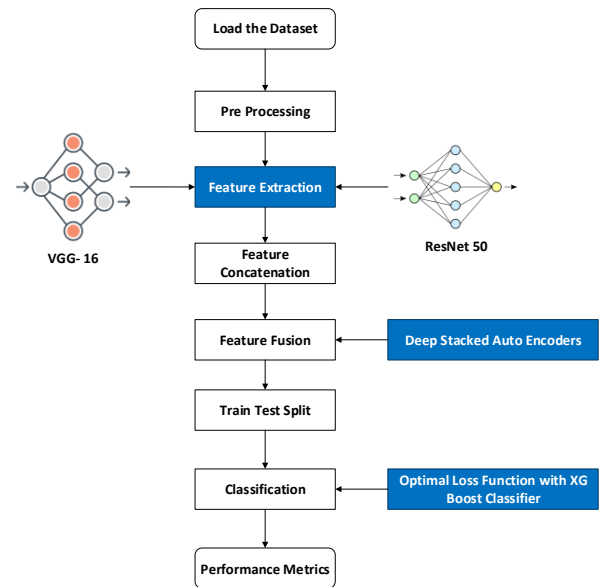 Load the Dataset
Pre Processing
Feature Extraction
VGG- 16
ResNet 50
Feature
Concatenation
Feature Fusion
Deep Stacked Auto Encoders
Train Test Split
Classification
Optimal Loss Function with XG
Boost Classifier
Performance Metrics